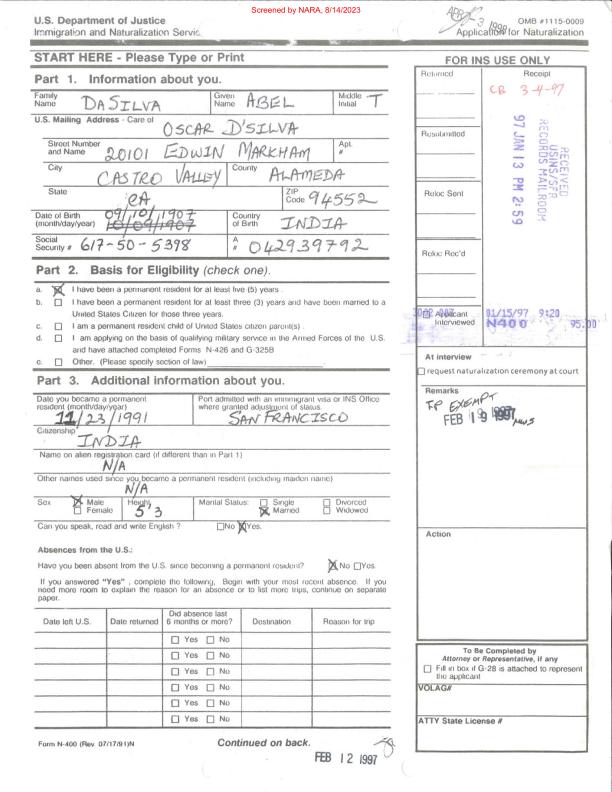 Screened by NARA, 8/14/2023
U.S. Department of Justice
Immigration and Naturalization Servic
APR 3 1997
OMB #1115-0009
Application for Naturalization
START HERE - Please Type or Print
Part 1. Information about you.
Family Name DASILVA Given Name ABEL Middle Initial T
U.S. Mailing Address - Care of OSCAR D'SILVA
Street Number and Name 20101 EDWIN MARKHAM Apt. #
City CASTRO VALLEY County ALAMEDA
State CA ZIP Code 94552
Date of Birth (month/day/year) 09/10/1907 10/09/1907 Country of Birth INDIA
Social Security # 617-50-5398 A # 042939792
Part 2. Basis for Eligibility (check one).
a. I have been a permanent resident for at least five (5) years .
b. I have been a permanent resident for at least three (3) years and have been married to a
United States Citizen for those three years.
c. I am a permanent resident child of United States citizen parent(s) .
d. I am applying on the basis of qualifying military service in the Armed Forces of the U.S.
and have attached completed Forms N-426 and G-325B
e. Other. (Please specify section of law)
Part 3. Additional information about you.
Date you became a permanent resident (month/day/year) 11/23/1991
Port admitted with an immigrant visa or INS Office where granted adjustment of status. SAN FRANCISCO
Citizenship INDIA
Name on alien registration card (if different than in Part 1)
N/A
Other names used since you became a permanent resident (including maiden name)
N/A
Sex Male Female Height 5'3 Marital Status: Single Married Divorced Widowed
Can you speak, read and write English ? No Yes.
Absences from the U.S.:
Have you been absent from the U.S. since becoming a permanent resident? No Yes.
If you answered "Yes" , complete the following, Begin with your most recent absence. If you
need more room to explain the reason for an absence or to list more trips, continue on separate
paper.
Date left U.S. Date returned Did absence last 6 months or more? Destination Reason for trip
Yes No
Yes No
Yes No
Yes No
Yes No
Yes No
Form N-400 (Rev 07/17/91)N
Continued on back.
FEB 12 1997
FOR INS USE ONLY
Returned
Receipt
CB 3-4-97
Resubmitted
RECEIVED
USINS/SFR
RECORDS MAILROOM
97 JAN 13 PM 2:59
Reloc Sent
Reloc Rec'd
Applicant Interviewed
01/15/97 9:20
N400 95.00
At interview
request naturalization ceremony at court
Remarks
FP EXEMPT
FEB 19 1997
Action
To Be Completed by
Attorney or Representative, if any
Fill in box if G-28 is attached to represent
the applicant
VOLAG#
ATTY State License #